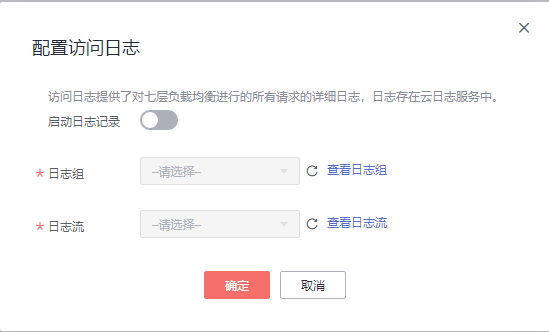 配置访问日志
访问日志提供了对七层负载均衡进行的所有请求的详细日志，日志存在云日志服务中。
启动日志记录
* 日志组 --请选择-- 查看日志组
* 日志流 --请选择-- 查看日志流
确定 取消